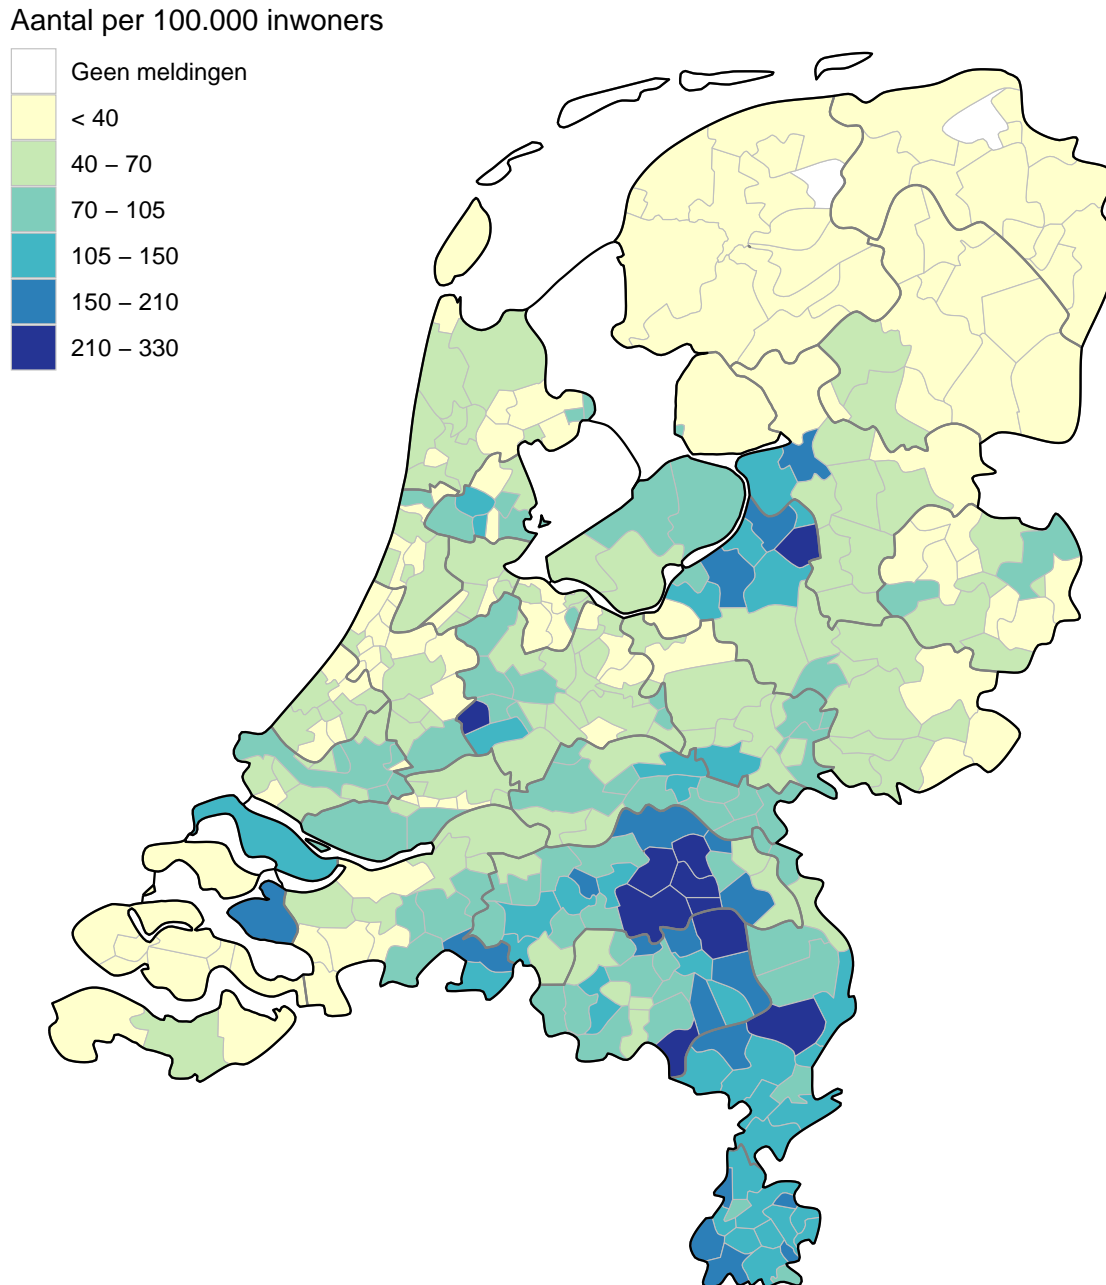 Aantal per 100.000 inwoners
Geen meldingen
< 40
40 – 70
70 – 105
105 – 150
150 – 210
210 – 330